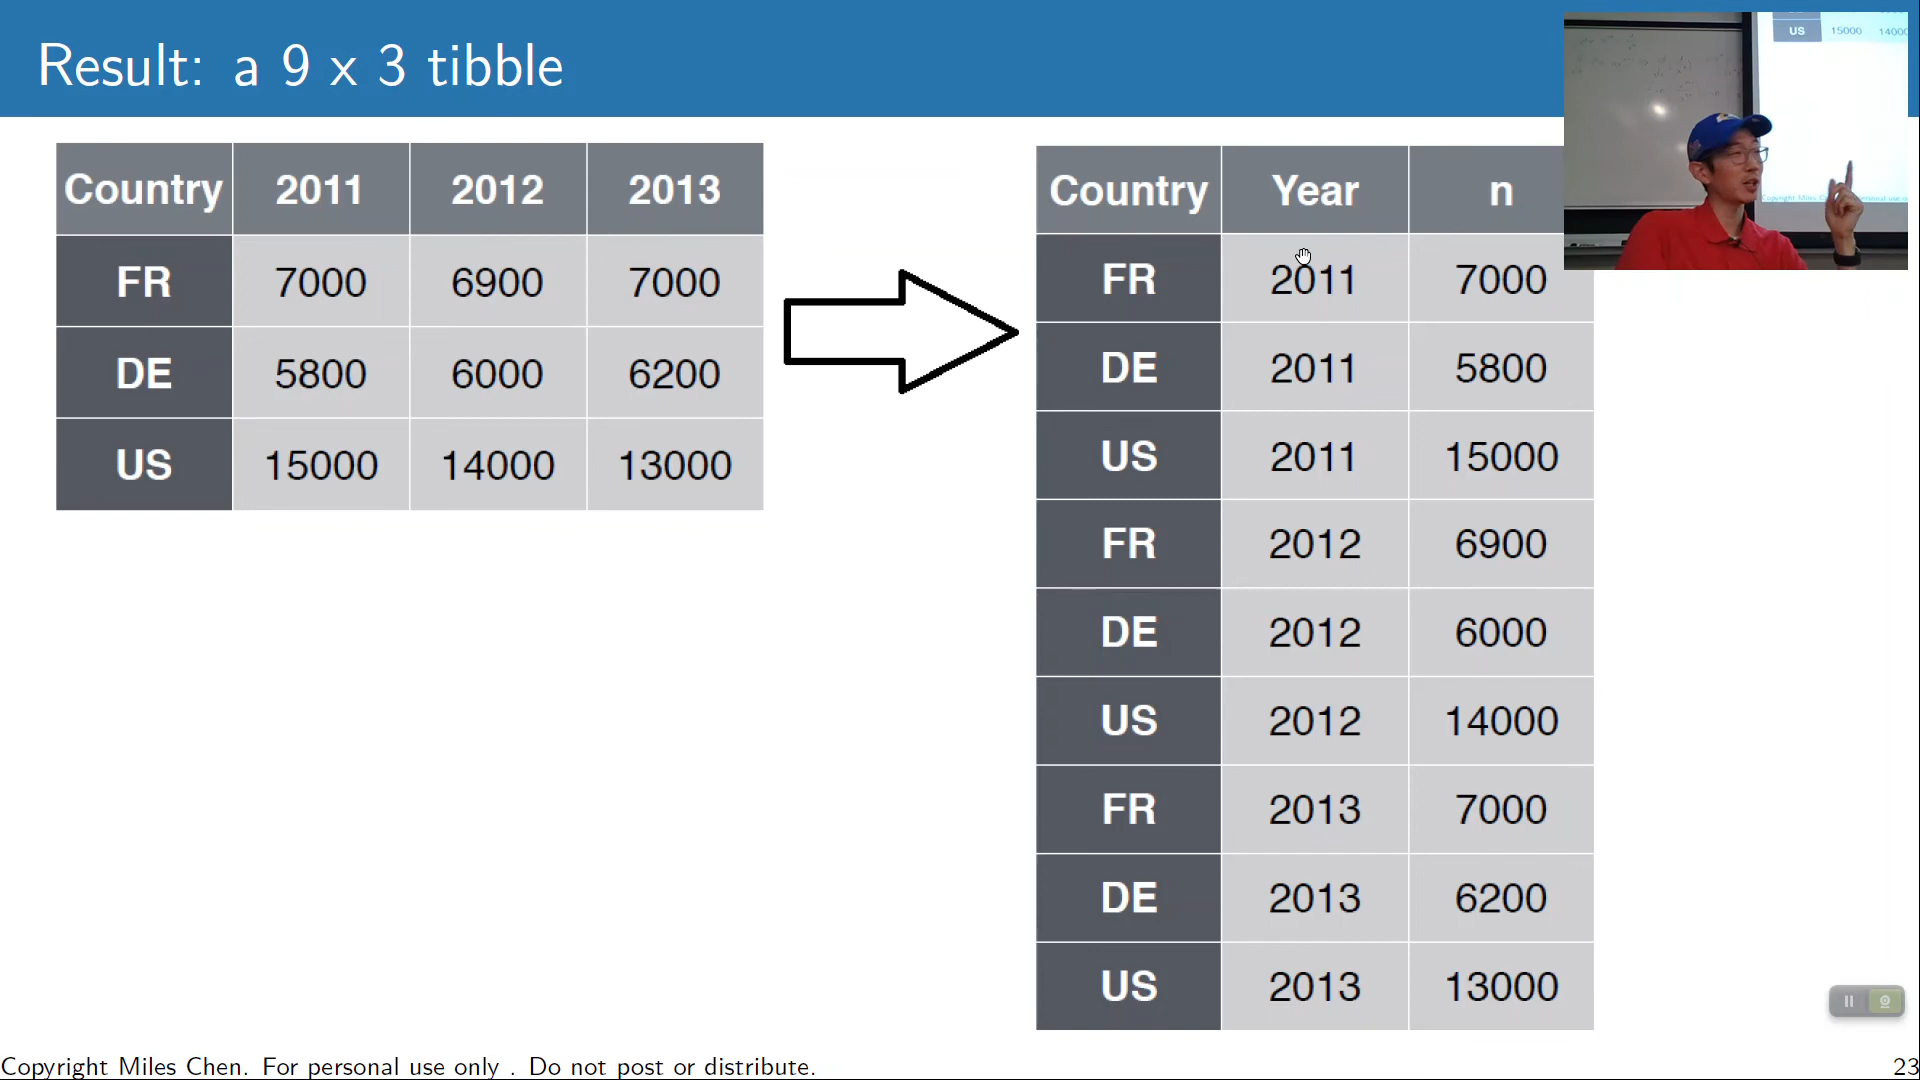 Result: a 9 x 3 tibble
Country 2011 2012 2013
FR 7000 6900 7000
DE 5800 6000 6200
US 15000 14000 13000
Country Year n
FR 2011 7000
DE 2011 5800
US 2011 15000
FR 2012 6900
DE 2012 6000
US 2012 14000
FR 2013 7000
DE 2013 6200
US 2013 13000
US 15000 1400
Copyright Miles Chen. For personal use only . Do not post or distribute.
23